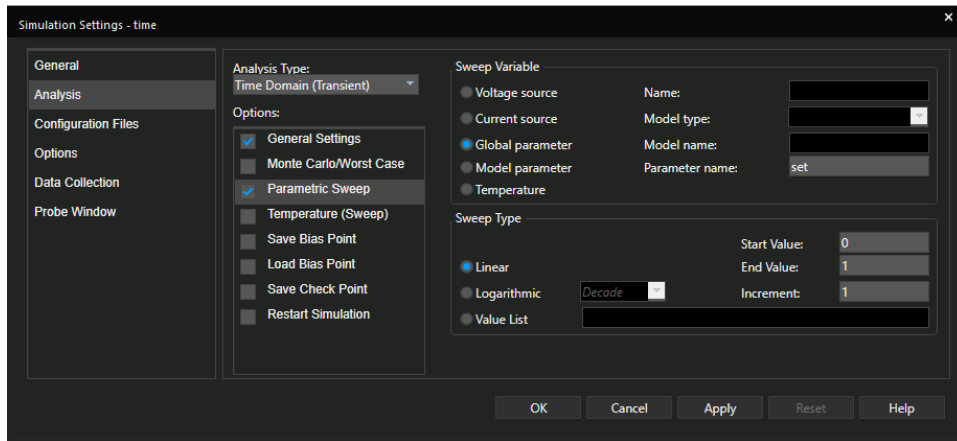 Simulation Settings - time
General
Analysis
Configuration Files
Options
Data Collection
Probe Window
Analysis Type:
Time Domain (Transient)
Options:
General Settings
Monte Carlo/Worst Case
Parametric Sweep
Temperature (Sweep)
Save Bias Point
Load Bias Point
Save Check Point
Restart Simulation
Sweep Variable
Voltage source Name:
Current source Model type:
Global parameter Model name:
Model parameter Parameter name: set
Temperature
Sweep Type
Start Value: 0
Linear End Value: 1
Logarithmic Decade Increment: 1
Value List
OK Cancel Apply Reset Help